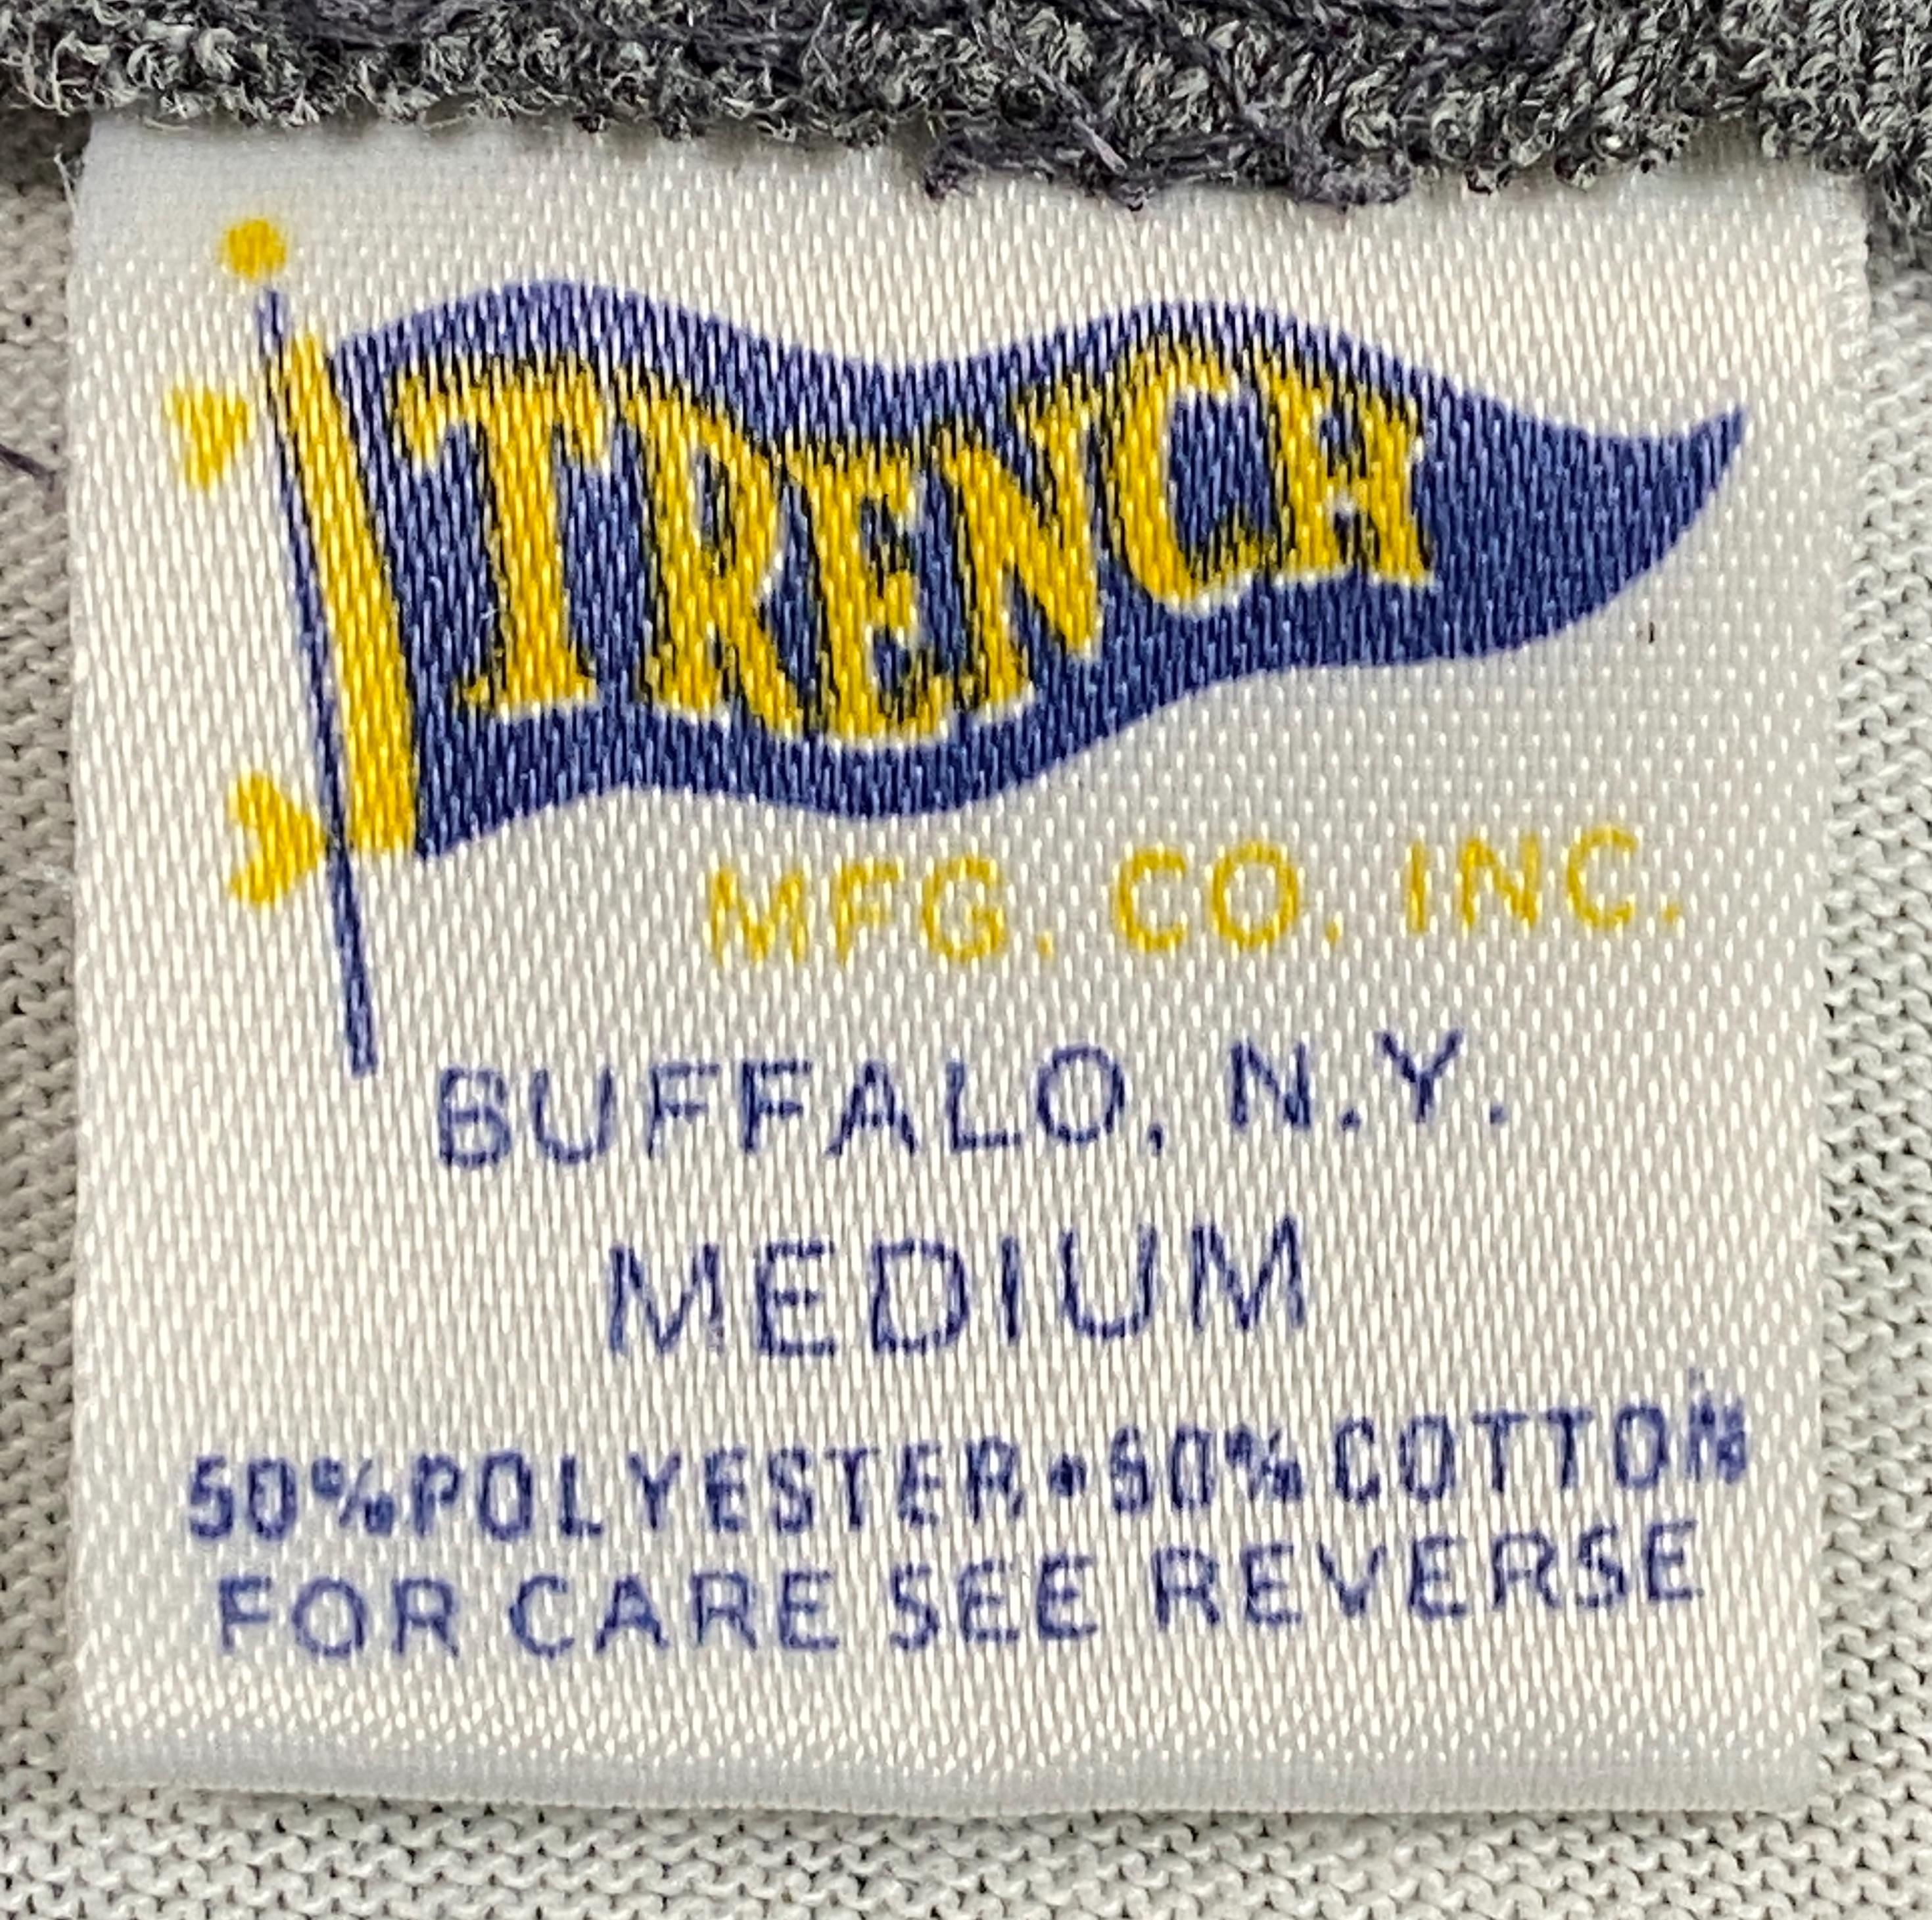 TRENCH
MFG. CO. INC.
BUFFALO, N.Y.
MEDIUM
50% POLYESTER • 50% COTTON
FOR CARE SEE REVERSE